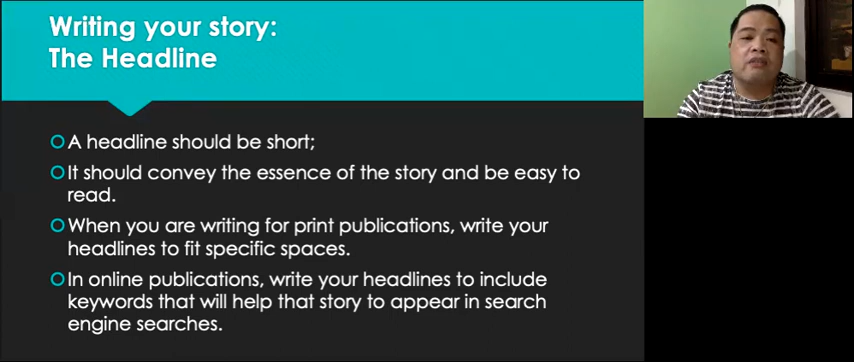 Writing your story:
The Headline
A headline should be short;
It should convey the essence of the story and be easy to
read.
When you are writing for print publications, write your
headlines to fit specific spaces.
In online publications, write your headlines to include
keywords that will help that story to appear in search
engine searches.